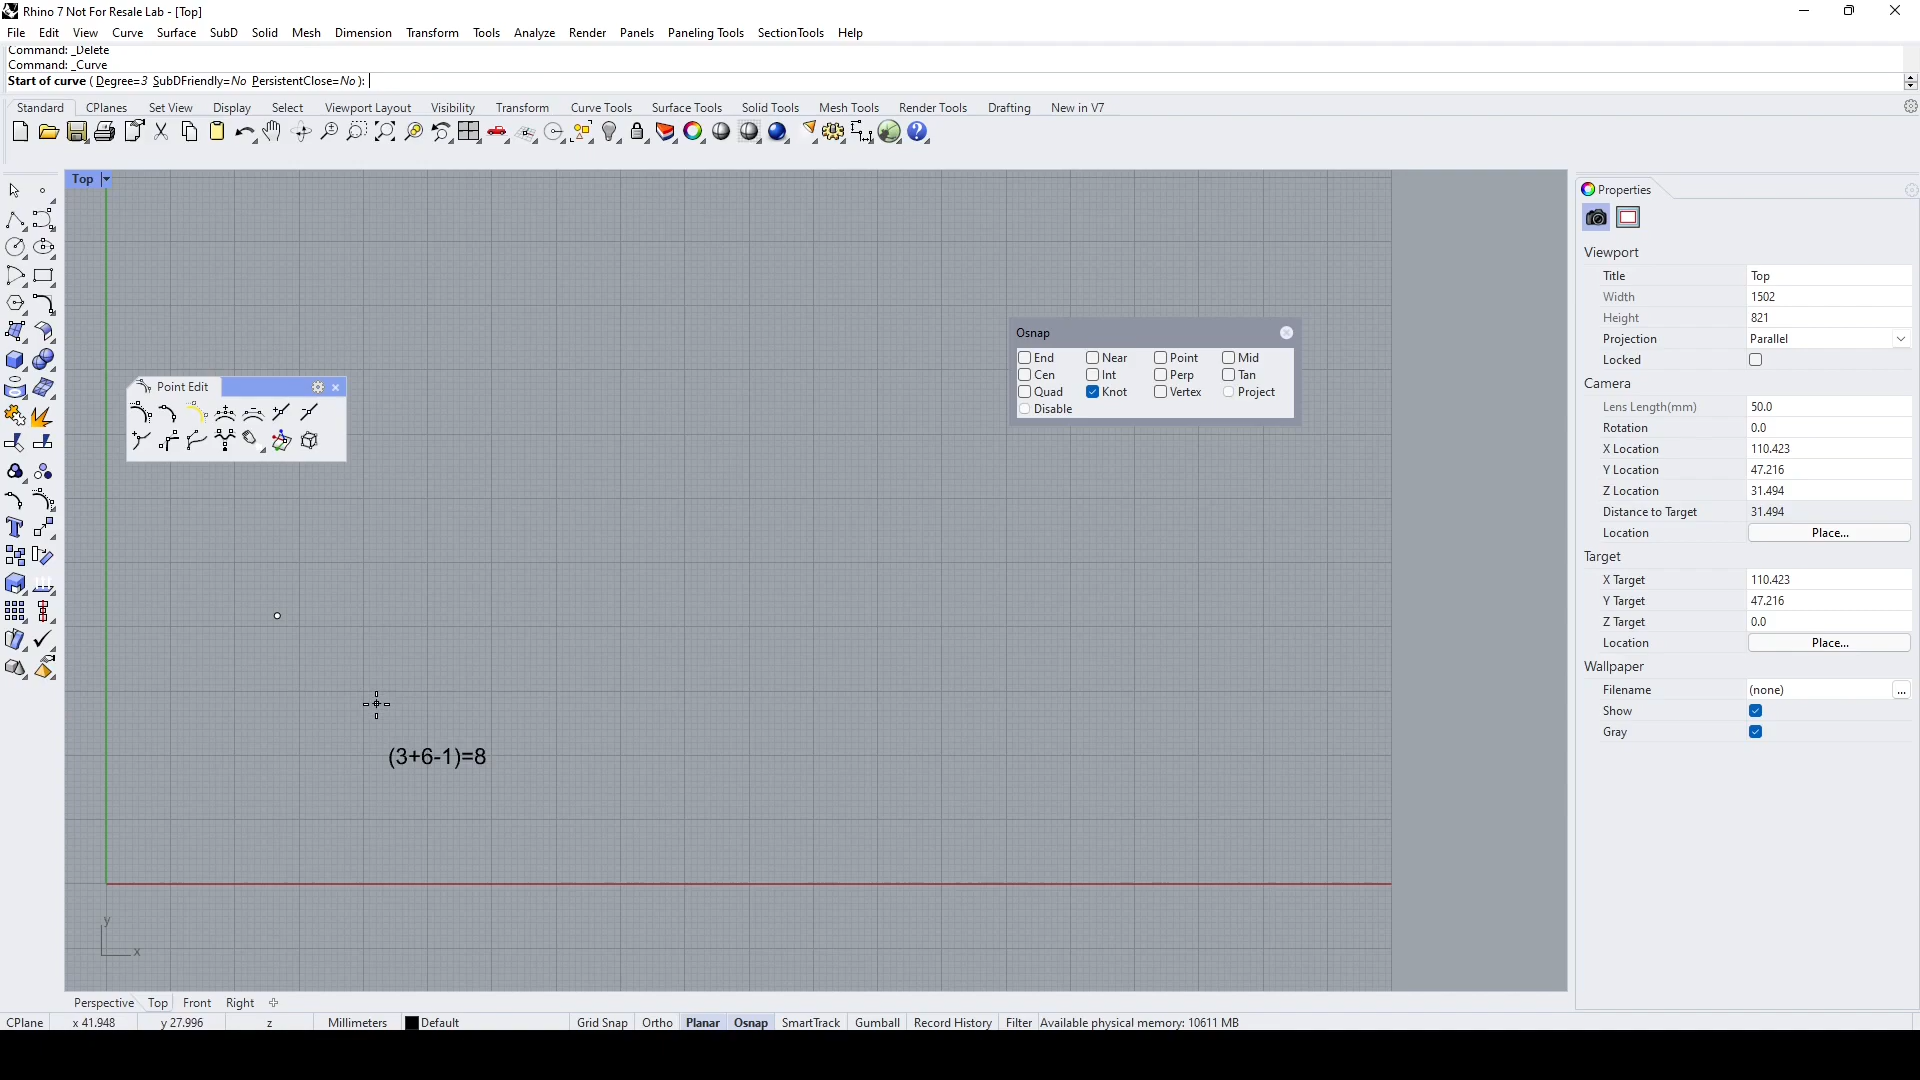 Rhino 7 Not For Resale Lab - [Top]
File Edit View Curve Surface SubD Solid Mesh Dimension Transform Tools Analyze Render Panels Paneling Tools SectionTools Help
Command: _Delete
Command: _Curve
Start of curve ( Degree=3 SubDFriendly=No PersistentClose=No ):
Standard CPlanes Set View Display Select Viewport Layout Visibility Transform Curve Tools Surface Tools Solid Tools Mesh Tools Render Tools Drafting New in V7
Top
Properties
Viewport
Title Top
Width 1502
Height 821
Projection Parallel
Locked
Camera
Lens Length(mm) 50.0
Rotation 0.0
X Location 110.423
Y Location 47.216
Z Location 31.494
Distance to Target 31.494
Location Place...
Target
X Target 110.423
Y Target 47.216
Z Target 0.0
Location Place...
Wallpaper
Filename (none) ...
Show
Gray
Osnap
End Near Point Mid
Cen Int Perp Tan
Quad Knot Vertex Project
Disable
Point Edit
(3+6-1)=8
y
x
Perspective Top Front Right
CPlane x 41.948 y 27.996 z Millimeters Default Grid Snap Ortho Planar Osnap SmartTrack Gumball Record History Filter Available physical memory: 10611 MB